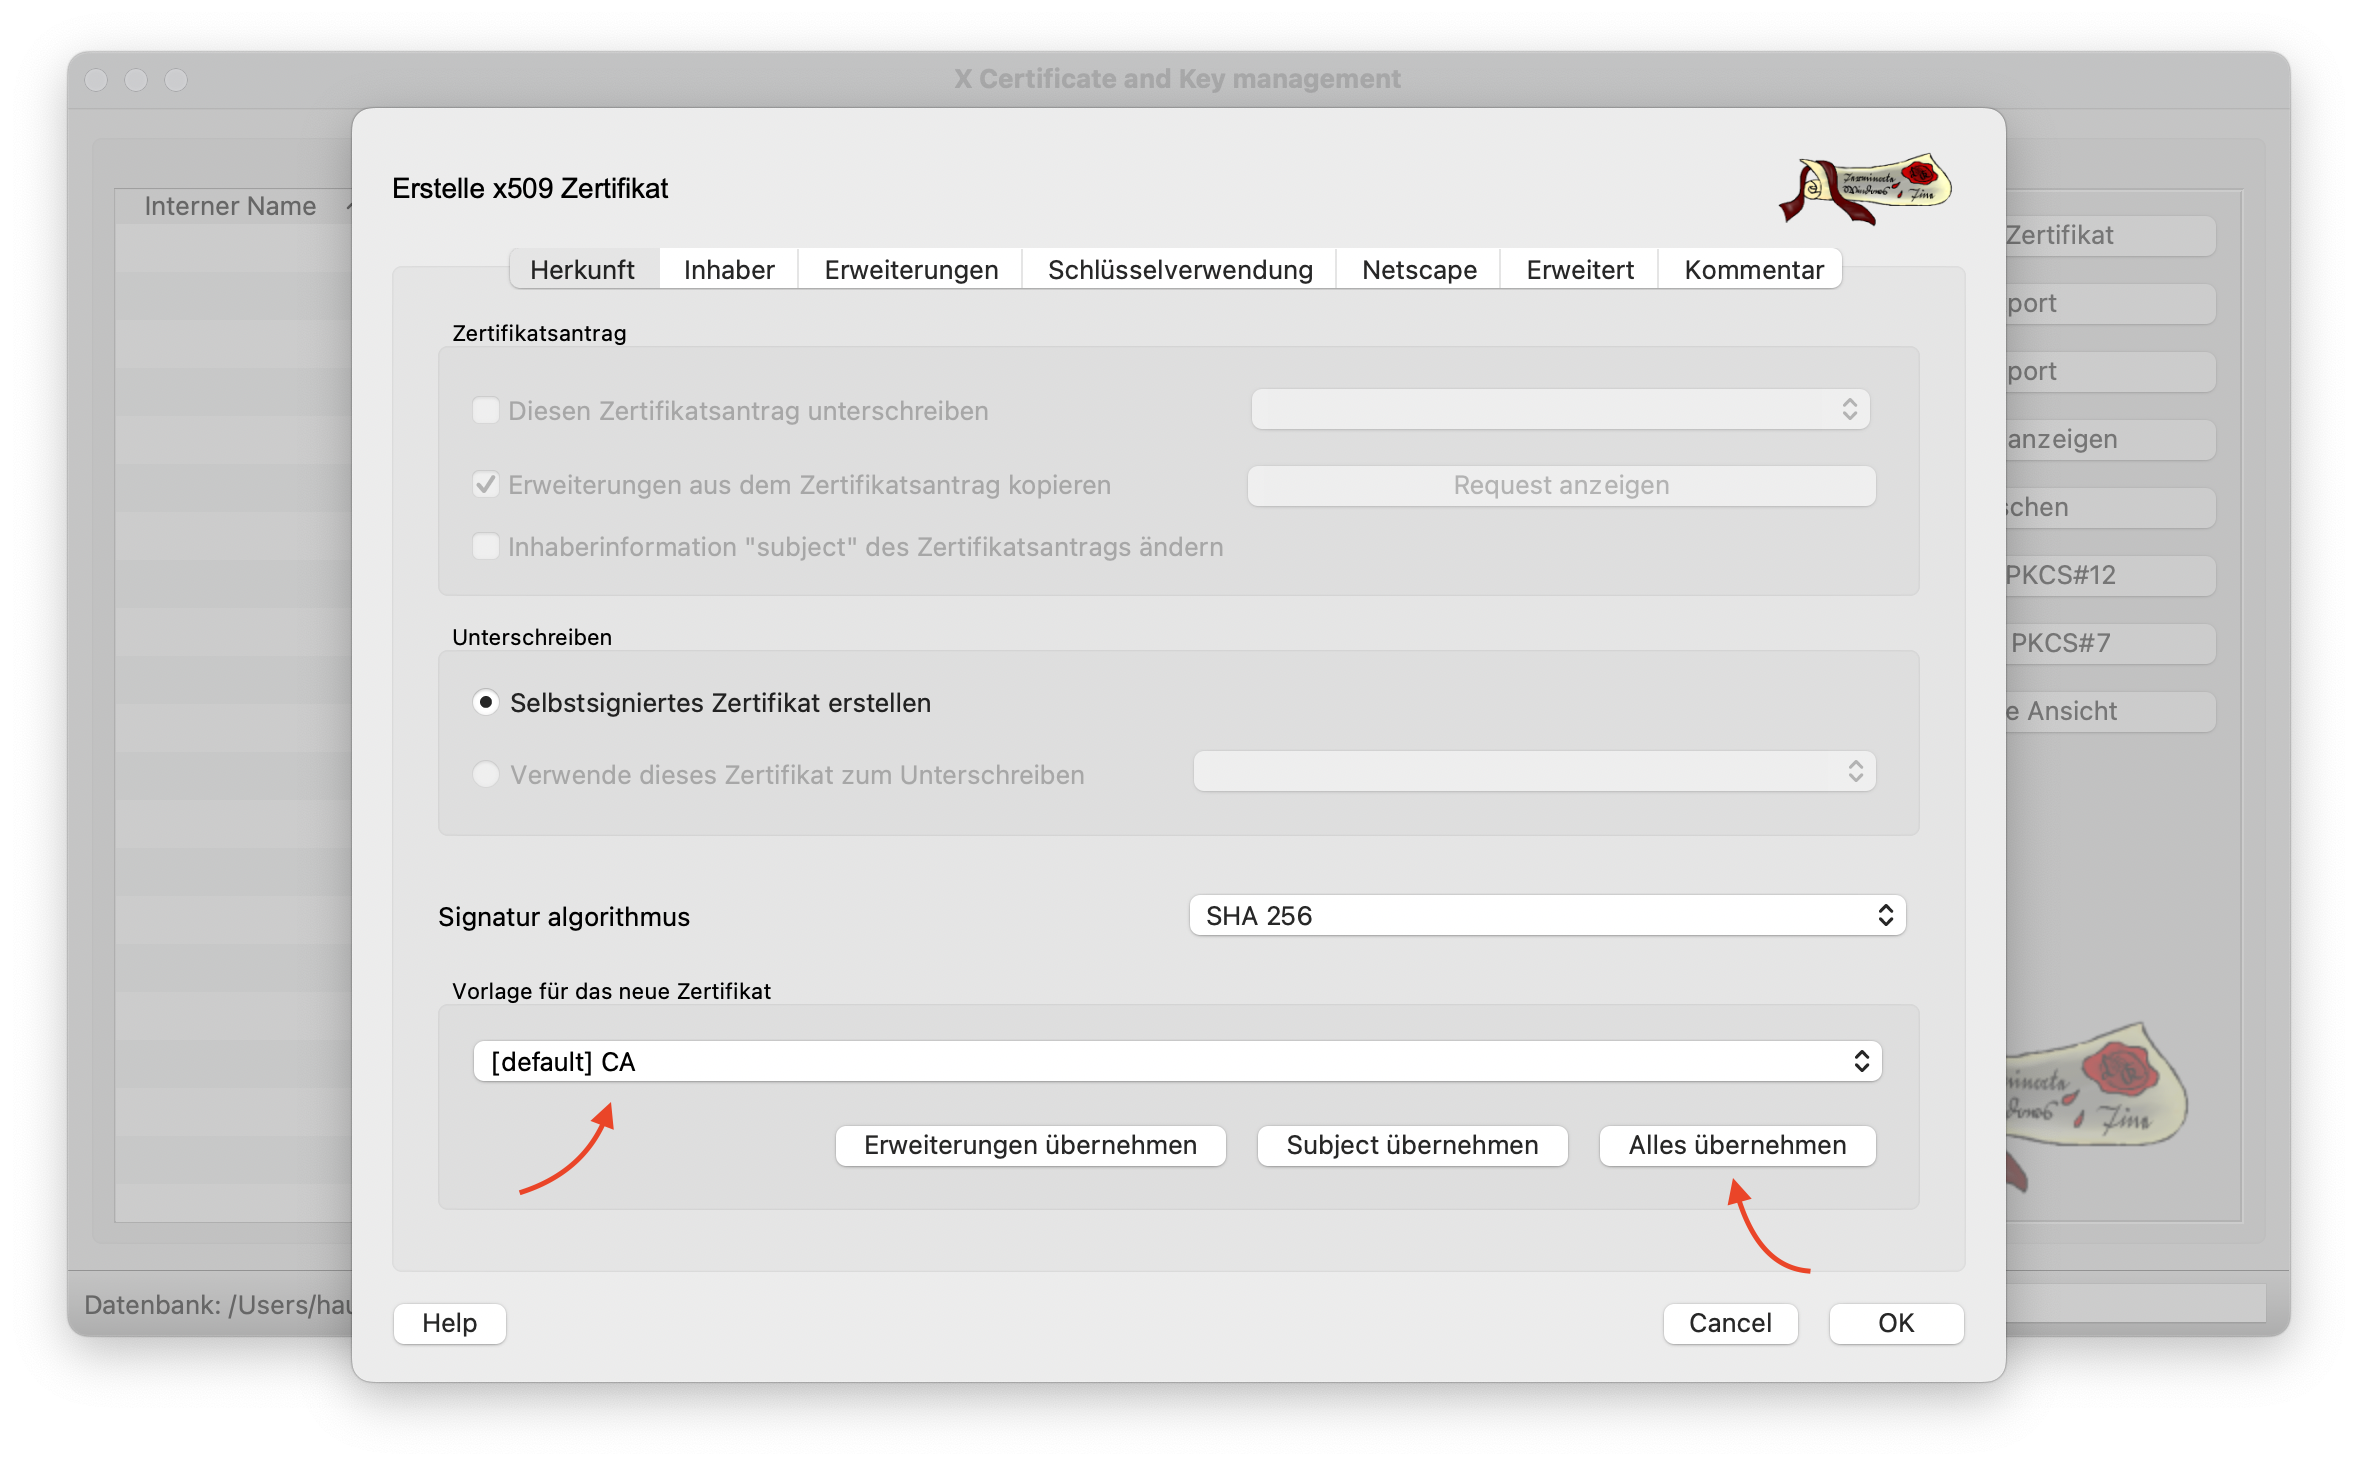 X Certificate and Key management
Interner Name
Erstelle x509 Zertifikat
Herkunft
Inhaber
Erweiterungen
Schlüsselverwendung
Netscape
Erweitert
Kommentar
Zertifikatsantrag
Diesen Zertifikatsantrag unterschreiben
Erweiterungen aus dem Zertifikatsantrag kopieren
Request anzeigen
Inhaberinformation "subject" des Zertifikatsantrags ändern
Unterschreiben
Selbstsigniertes Zertifikat erstellen
Verwende dieses Zertifikat zum Unterschreiben
Signatur algorithmus
SHA 256
Vorlage für das neue Zertifikat
[default] CA
Erweiterungen übernehmen
Subject übernehmen
Alles übernehmen
Help
Cancel
OK
Zertifikat
port
port
anzeigen
schen
PKCS#12
PKCS#7
e Ansicht
Datenbank: /Users/hau